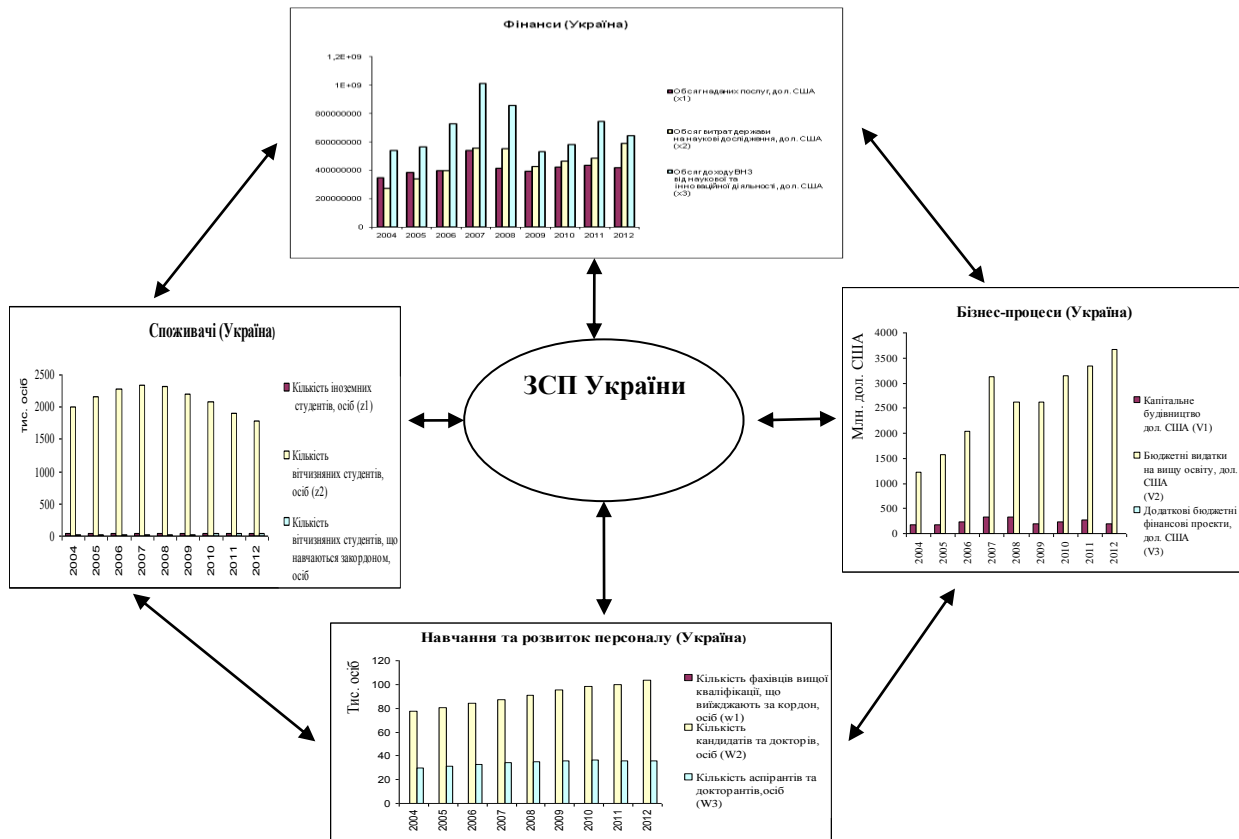 Фінанси (Україна)
1,2E+09
1E+09
800000000
600000000
400000000
200000000
0
2004 2005 2006 2007 2008 2009 2010 2011 2012
Обсяг наданих послуг, дол. США
(x1)
Обсяг витрат держави
на наукові дослідження, дол. США
(x2)
Обсяг доходу ВНЗ
від наукової та
інноваційної діяльності, дол. США
(x3)
Споживачі (Україна)
тис. осіб
2500
2000
1500
1000
500
0
2004 2005 2006 2007 2008 2009 2010 2011 2012
Кількість іноземних
студентів, осіб (z1)
Кількість
вітчизняних студентів,
осіб (z2)
Кількість
вітчизняних студентів, що
навчаються закордоном,
осіб
ЗСП України
Бізнес-процеси (Україна)
Млн. дол. США
4000
3500
3000
2500
2000
1500
1000
500
0
2004 2005 2006 2007 2008 2009 2010 2011 2012
Капітальне
будівництво
дол. США (V1)
Бюджетні видатки
на вищу освіту, дол.
США
(V2)
Додаткові бюджетні
фінансові проекти,
дол. США
(V3)
Навчання та розвиток персоналу (Україна)
Тис. осіб
120
100
80
60
40
20
0
2004 2005 2006 2007 2008 2009 2010 2011 2012
Кількість фахівців вищої
кваліфікації, що
виїжджають за кордон,
осіб (w1)
Кількість
кандидатів та докторів,
осіб (W2)
Кількість аспірантів та
докторантів,осіб
(W3)